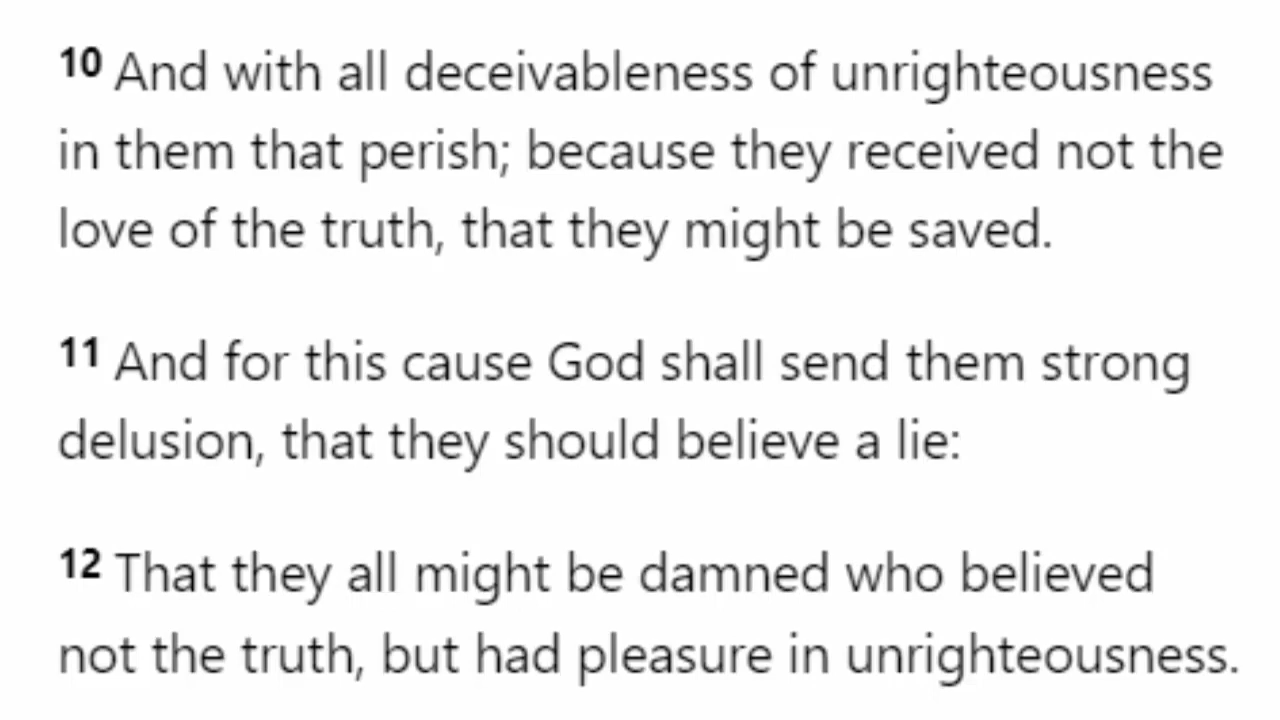 10 And with all deceivableness of unrighteousness
in them that perish; because they received not the
love of the truth, that they might be saved.
11 And for this cause God shall send them strong
delusion, that they should believe a lie:
12 That they all might be damned who believed
not the truth, but had pleasure in unrighteousness.